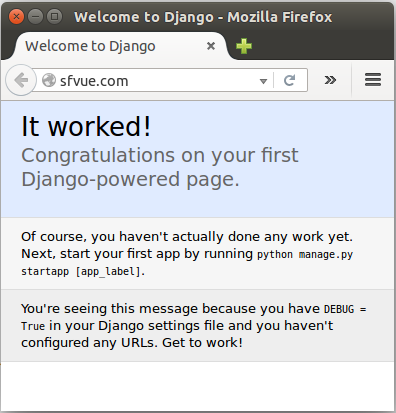 Welcome to Django - Mozilla Firefox
Welcome to Django
sfvue.com
It worked!
Congratulations on your first
Django-powered page.
Of course, you haven't actually done any work yet.
Next, start your first app by running python manage.py
startapp [app_label].
You're seeing this message because you have DEBUG =
True in your Django settings file and you haven't
configured any URLs. Get to work!